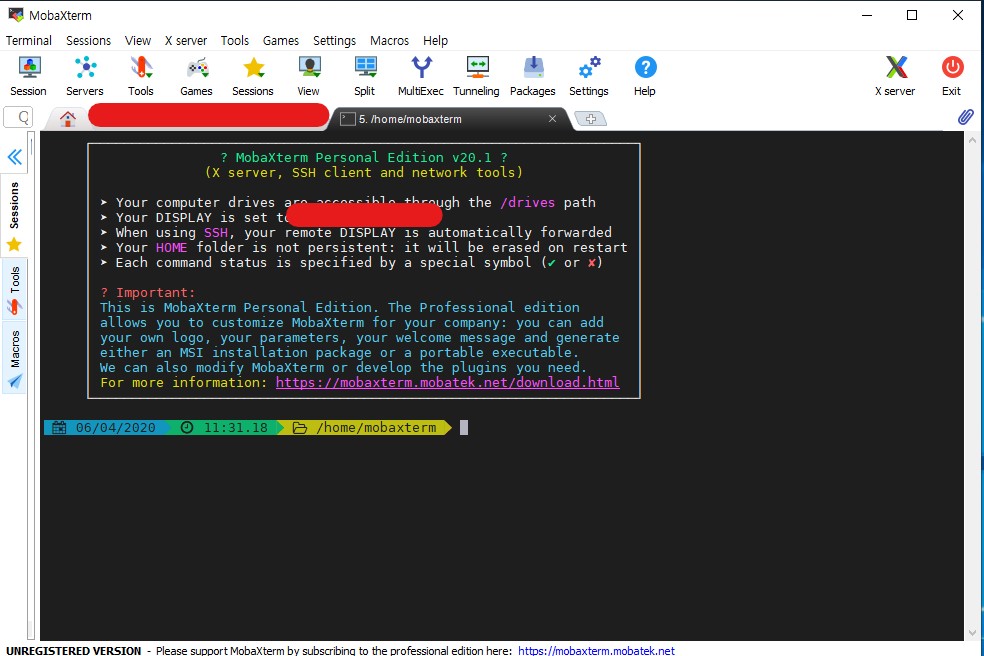 MobaXterm
Terminal Sessions View X server Tools Games Settings Macros Help
Session Servers Tools Games Sessions View Split MultiExec Tunneling Packages Settings Help X server Exit
5. /home/mobaxterm
Sessions
Tools
Macros
? MobaXterm Personal Edition v20.1 ?
(X server, SSH client and network tools)
➤ Your computer drives are accessible through the /drives path
➤ Your DISPLAY is set to
➤ When using SSH, your remote DISPLAY is automatically forwarded
➤ Your HOME folder is not persistent: it will be erased on restart
➤ Each command status is specified by a special symbol (✔ or ✘)
? Important:
This is MobaXterm Personal Edition. The Professional edition
allows you to customize MobaXterm for your company: you can add
your own logo, your parameters, your welcome message and generate
either an MSI installation package or a portable executable.
We can also modify MobaXterm or develop the plugins you need.
For more information: https://mobaxterm.mobatek.net/download.html
06/04/2020 11:31.18 /home/mobaxterm
UNREGISTERED VERSION - Please support MobaXterm by subscribing to the professional edition here: https://mobaxterm.mobatek.net